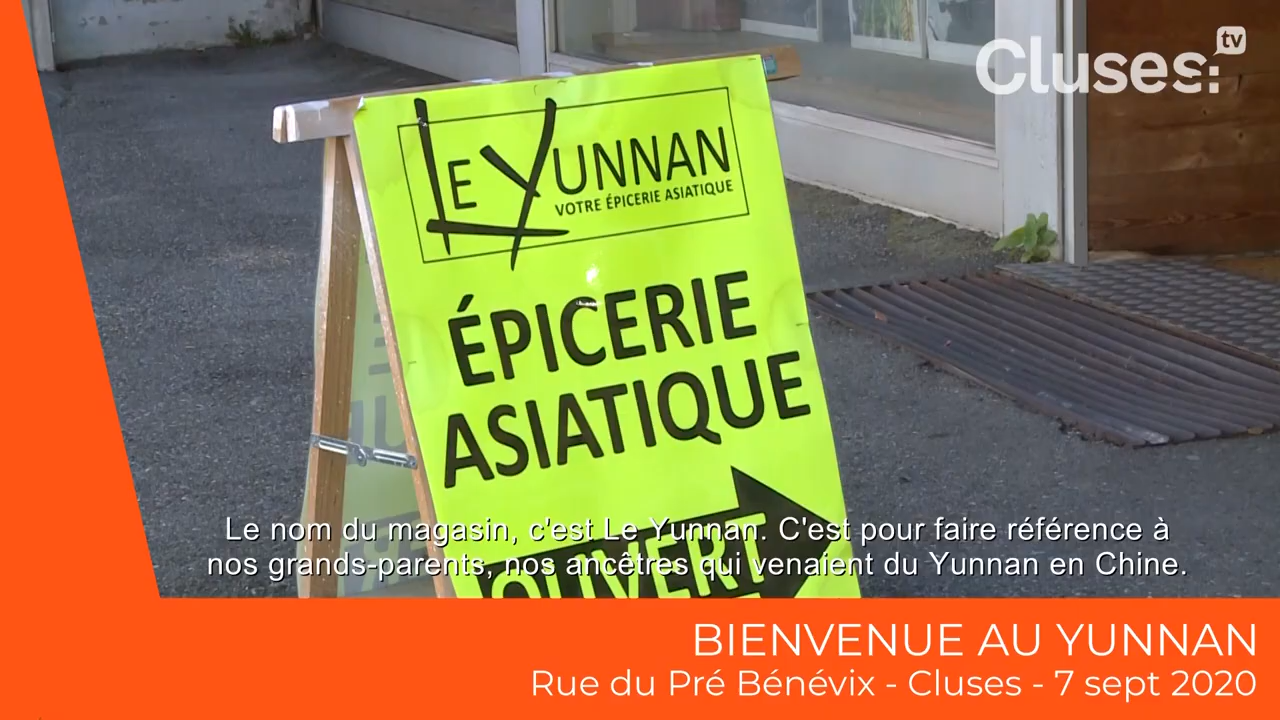 Cluses: tv
LE YUNNAN
VOTRE ÉPICERIE ASIATIQUE
ÉPICERIE
ASIATIQUE
OUVERT
Le nom du magasin, c'est Le Yunnan. C'est pour faire référence à
nos grands-parents, nos ancêtres qui venaient du Yunnan en Chine.
BIENVENUE AU YUNNAN
Rue du Pré Bénévix - Cluses - 7 sept 2020